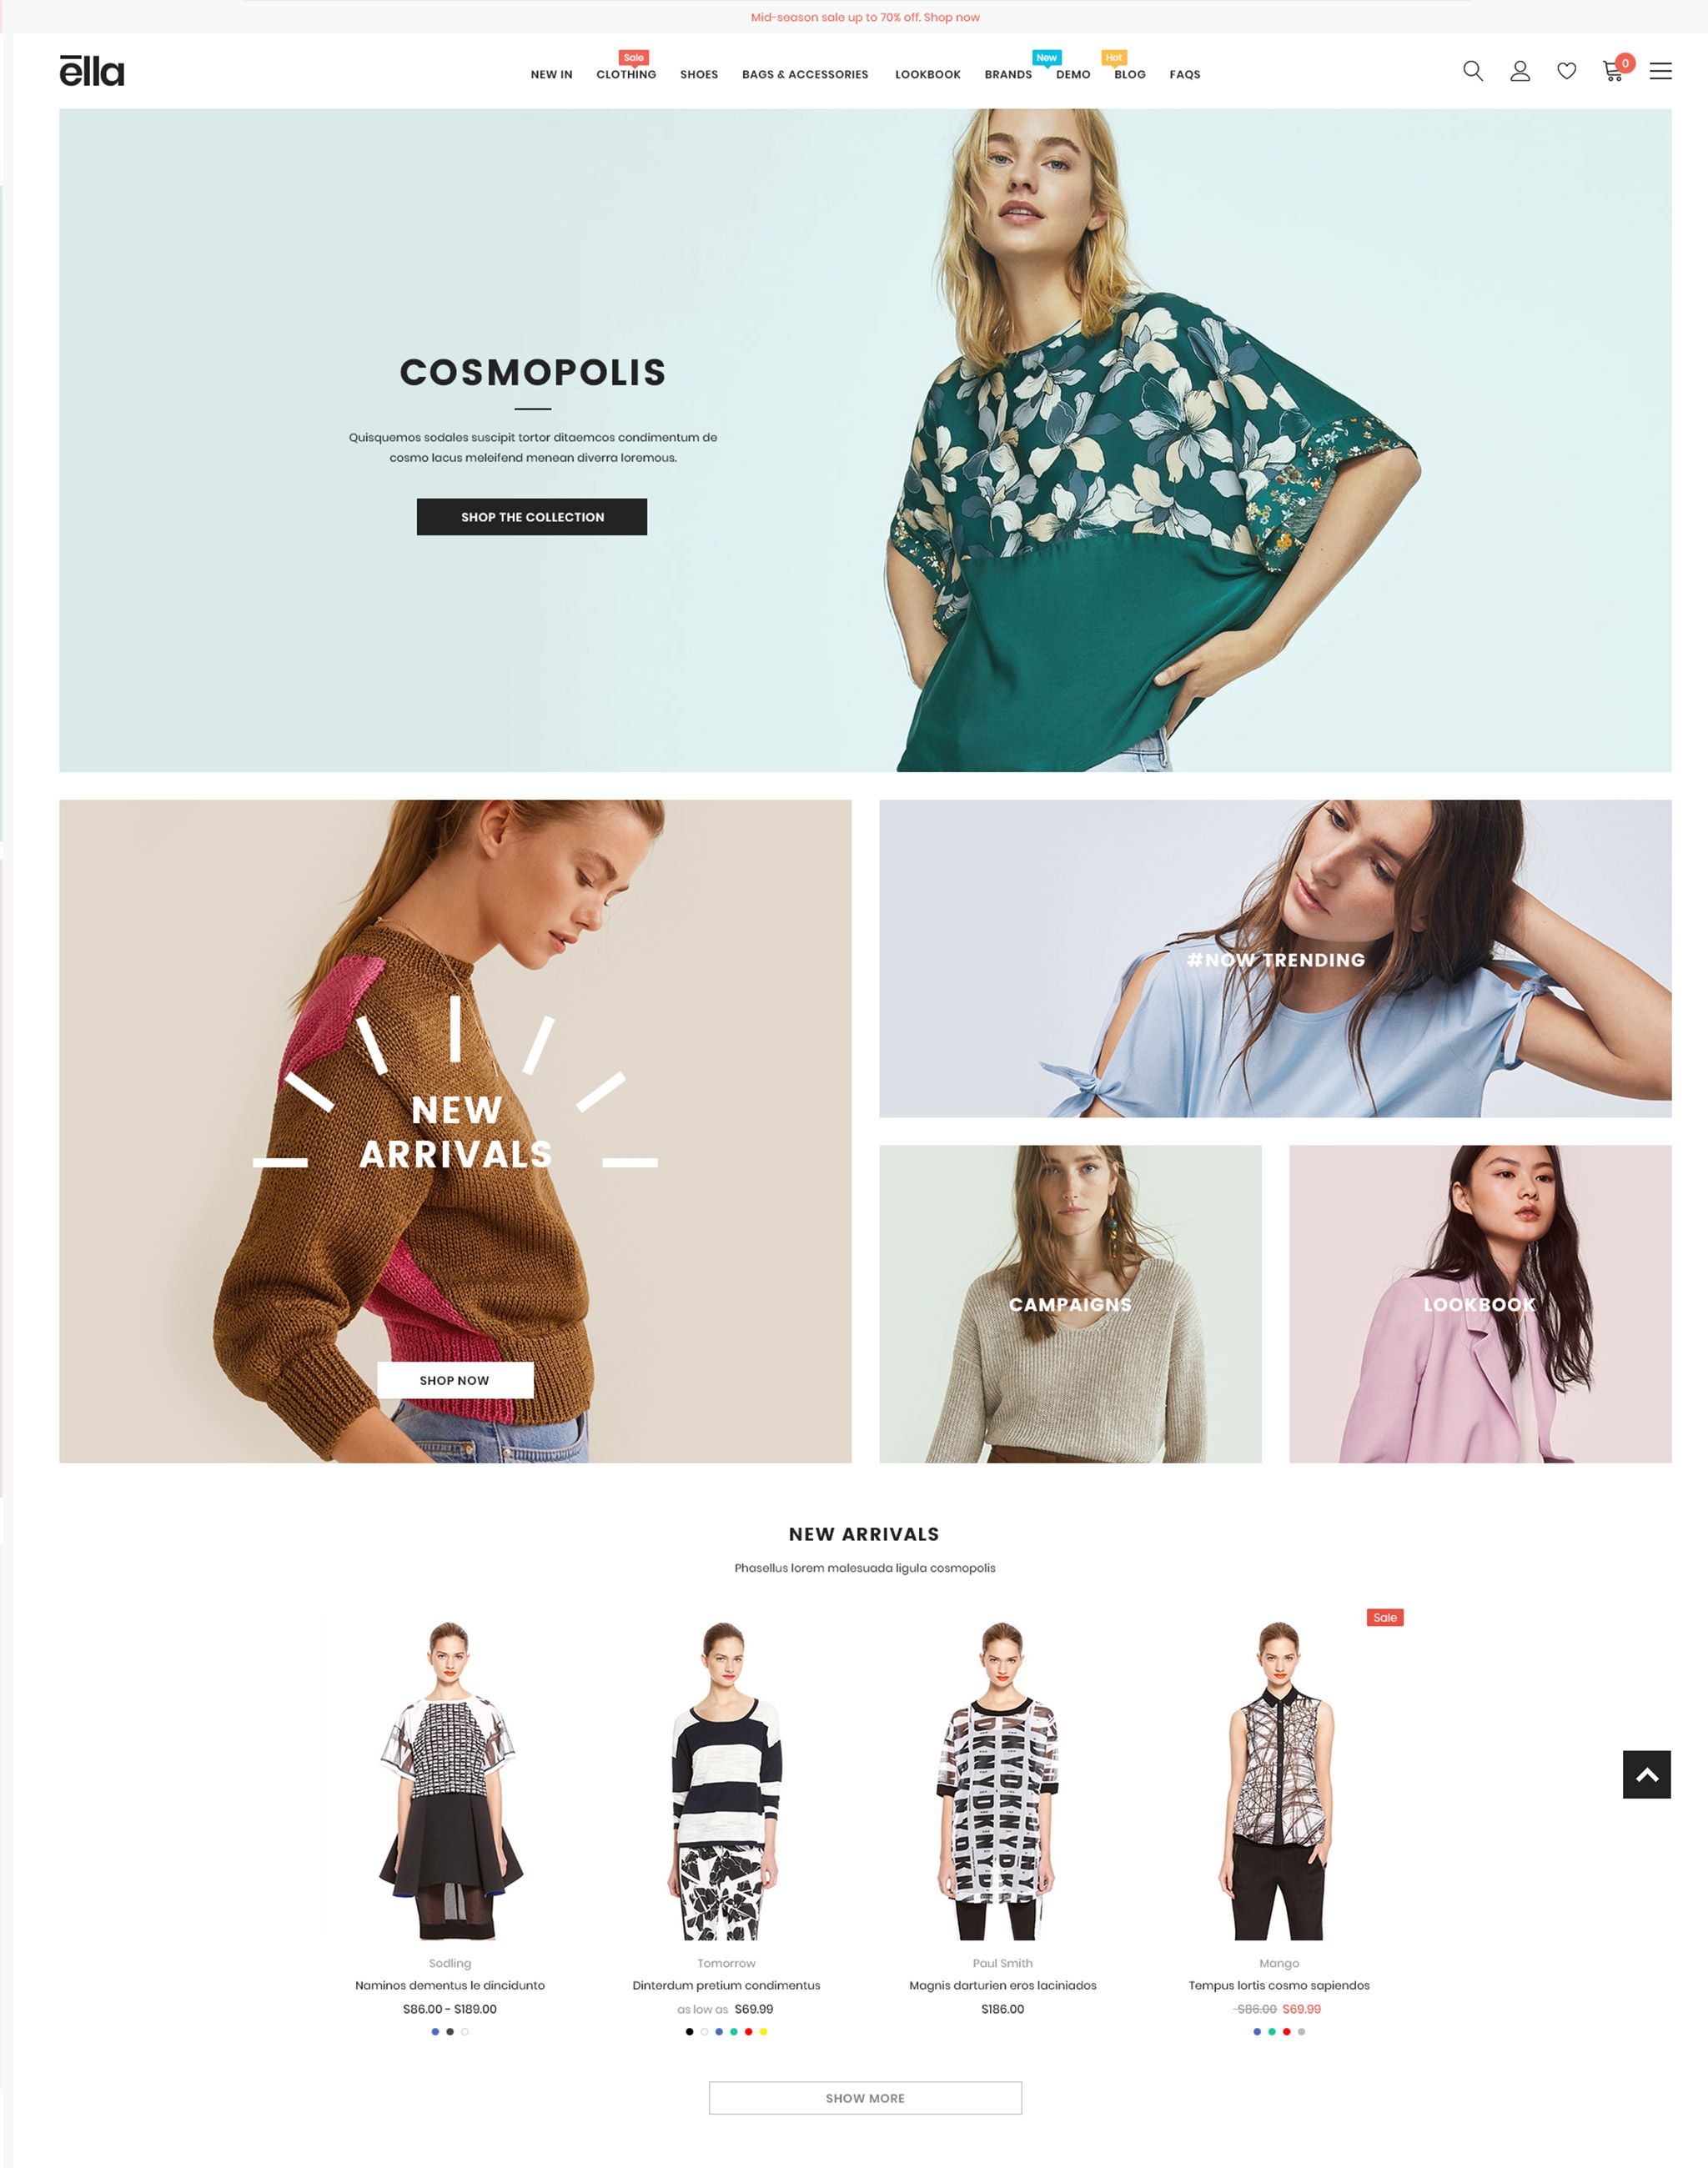 Mid-season sale up to 70% off. Shop now
ēlla
Sale
New
Hot
NEW IN CLOTHING SHOES BAGS & ACCESSORIES LOOKBOOK BRANDS DEMO BLOG FAQS
0
COSMOPOLIS
Quisquemos sodales suscipit tortor ditaemcos condimentum de
cosmo lacus meleifend menean diverra loremous.
SHOP THE COLLECTION
#NOW TRENDING
NEW
ARRIVALS
SHOP NOW
CAMPAIGNS
LOOKBOOK
NEW ARRIVALS
Phasellus lorem malesuada ligula cosmopolis
Sale
DKNY DKNY
Sodling
Naminos dementus le dincidunto
$86.00 - $189.00
Tomorrow
Dinterdum pretium condimentus
as low as $69.99
Paul Smith
Magnis darturien eros laciniados
$186.00
Mango
Tempus lortis cosmo sapiendos
$86.00 $69.99
SHOW MORE